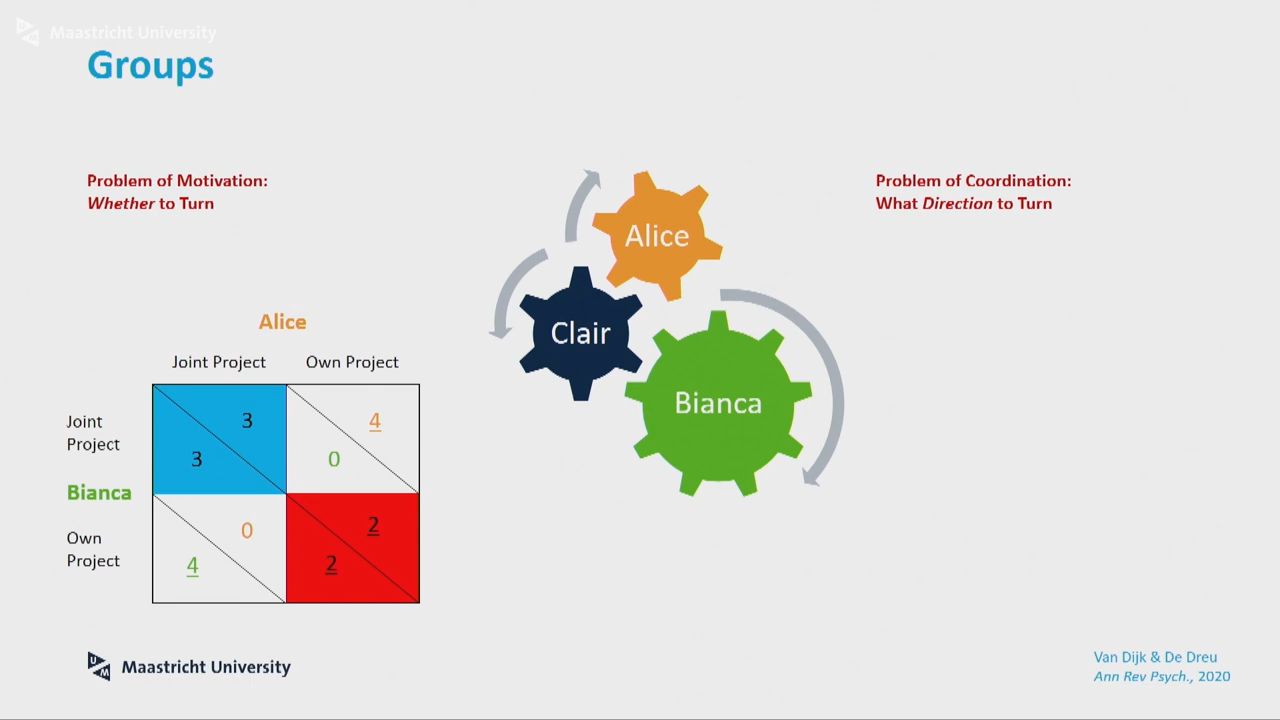 Maastricht University
Groups
Problem of Motivation:
Whether to Turn
Problem of Coordination:
What Direction to Turn
Alice
Clair
Bianca
Alice
Joint Project
Own Project
Joint
Project
3
3
4
0
Bianca
Own
Project
0
4
2
2
UM
Maastricht University
Van Dijk & De Dreu
Ann Rev Psych., 2020